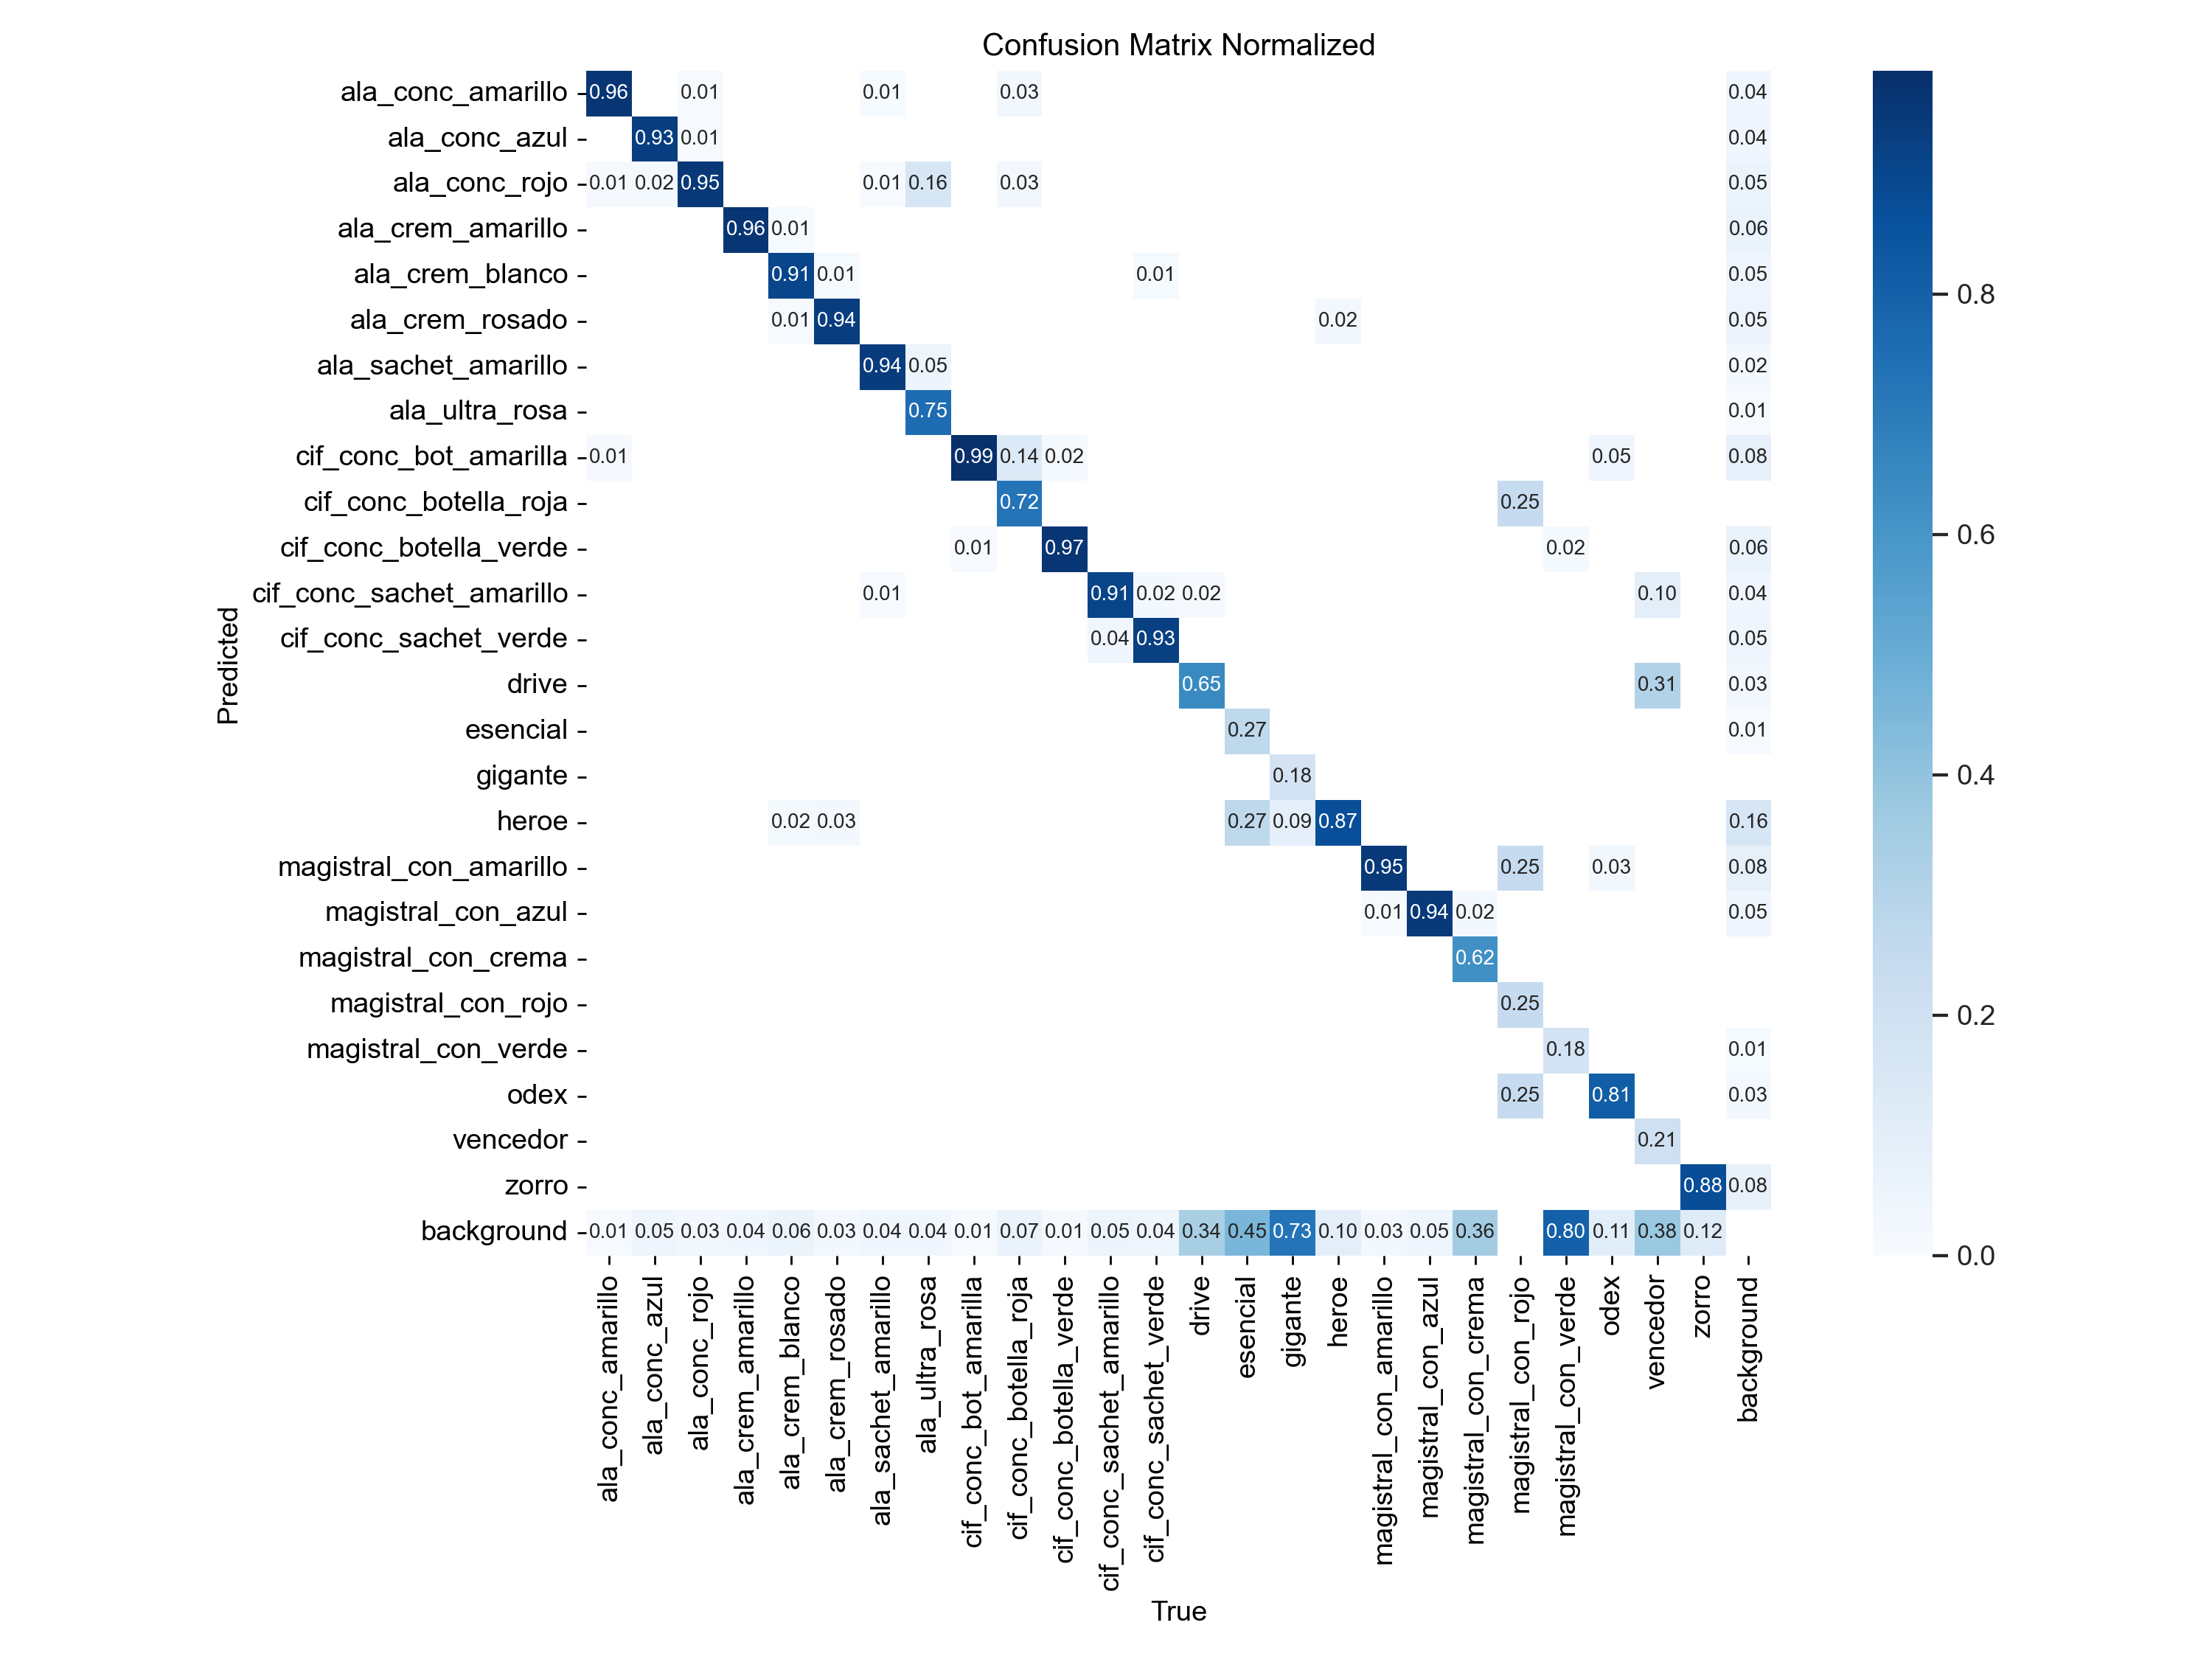 Confusion Matrix Normalized
ala_conc_amarillo 0.96 0.01 0.01 0.03 0.04
ala_conc_azul 0.93 0.01 0.04
ala_conc_rojo 0.01 0.02 0.95 0.01 0.16 0.03 0.05
ala_crem_amarillo 0.96 0.01 0.06
ala_crem_blanco 0.91 0.01 0.01 0.05
ala_crem_rosado 0.01 0.94 0.02 0.05
ala_sachet_amarillo 0.94 0.05 0.02
ala_ultra_rosa 0.75 0.01
cif_conc_bot_amarilla 0.01 0.99 0.14 0.02 0.05 0.08
cif_conc_botella_roja 0.72 0.25
cif_conc_botella_verde 0.01 0.97 0.02 0.06
cif_conc_sachet_amarillo 0.01 0.91 0.02 0.02 0.10 0.04
cif_conc_sachet_verde 0.04 0.93 0.05
drive 0.65 0.31 0.03
esencial 0.27 0.01
gigante 0.18
heroe 0.02 0.03 0.27 0.09 0.87 0.16
magistral_con_amarillo 0.95 0.25 0.03 0.08
magistral_con_azul 0.01 0.94 0.02 0.05
magistral_con_crema 0.62
magistral_con_rojo 0.25
magistral_con_verde 0.18 0.01
odex 0.25 0.81 0.03
vencedor 0.21
zorro 0.88 0.08
background 0.01 0.05 0.03 0.04 0.06 0.03 0.04 0.04 0.01 0.07 0.01 0.05 0.04 0.34 0.45 0.73 0.10 0.03 0.05 0.36 0.80 0.11 0.38 0.12
Predicted
ala_conc_amarillo
ala_conc_azul
ala_conc_rojo
ala_crem_amarillo
ala_crem_blanco
ala_crem_rosado
ala_sachet_amarillo
ala_ultra_rosa
cif_conc_bot_amarilla
cif_conc_botella_roja
cif_conc_botella_verde
cif_conc_sachet_amarillo
cif_conc_sachet_verde
drive
esencial
gigante
heroe
magistral_con_amarillo
magistral_con_azul
magistral_con_crema
magistral_con_rojo
magistral_con_verde
odex
vencedor
zorro
background
True
0.8
0.6
0.4
0.2
0.0